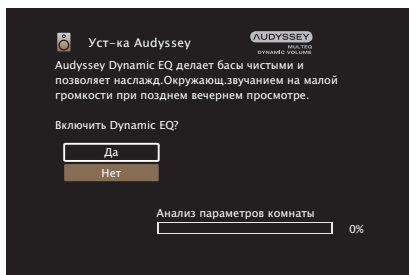 Уст-ка Audyssey
AUDYSSEY
MULTEQ
DYNAMIC VOLUME
Audyssey Dynamic EQ делает басы чистыми и
позволяет наслажд.Окружающ.звучанием на малой
громкости при позднем вечернем просмотре.
Включить Dynamic EQ?
Да
Нет
Анализ параметров комнаты
0%